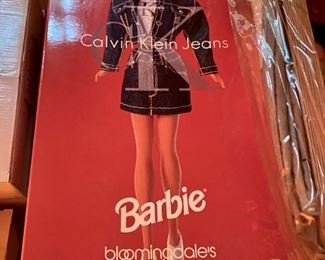 Calvin Klein Jeans
Barbie®
bloomingdale's